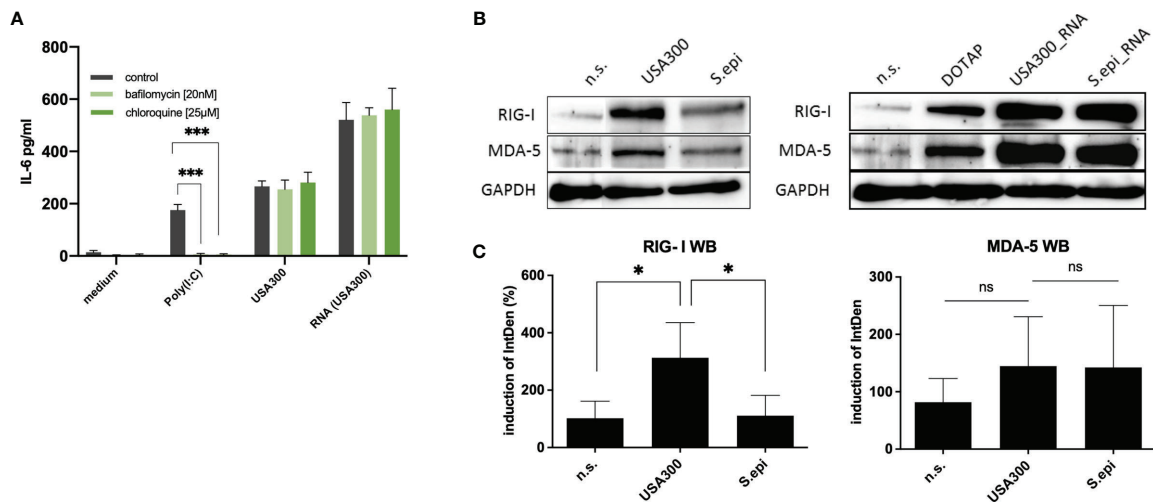 A
800
600
400
200
0
IL-6 pg/ml
control
bafilomycin [20nM]
chloroquine [25µM]
***
***
medium
Poly(I:C)
USA300
RNA (USA300)
B
n.s.
USA300
S.epi
RIG-I
MDA-5
GAPDH
n.s.
DOTAP
USA300_RNA
S.epi_RNA
RIG-I
MDA-5
GAPDH
C
RIG- I WB
600
400
200
0
induction of IntDen (%)
*
*
n.s.
USA300
S.epi
MDA-5 WB
300
200
100
0
induction of IntDen
ns
ns
n.s.
USA300
S.epi